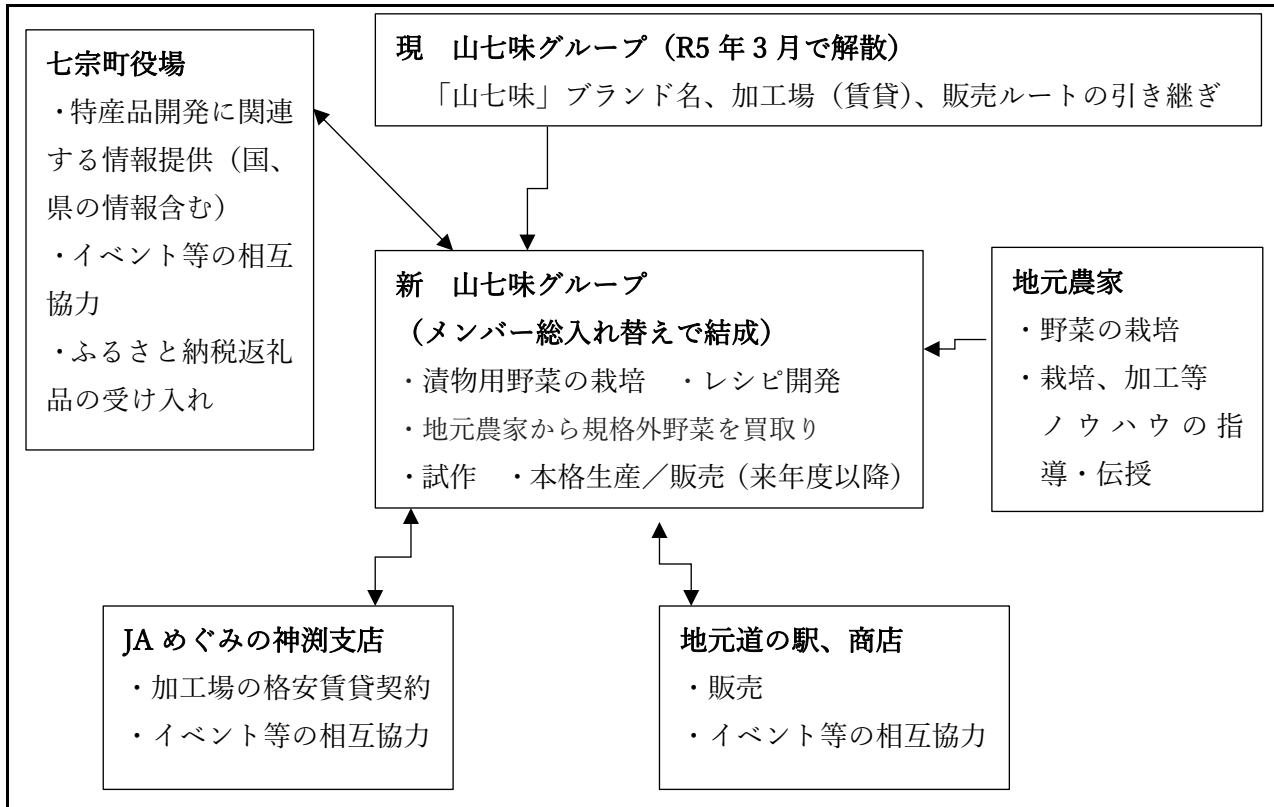 七宗町役場
・特産品開発に関連
する情報提供（国、
県の情報含む）
・イベント等の相互
協力
・ふるさと納税返礼
品の受け入れ
現　山七味グループ（R5 年 3 月で解散）
「山七味」ブランド名、加工場（賃貸）、販売ルートの引き継ぎ
新　山七味グループ
（メンバー総入れ替えで結成）
・漬物用野菜の栽培　・レシピ開発
・地元農家から規格外野菜を買取り
・試作　・本格生産／販売（来年度以降）
地元農家
・野菜の栽培
・栽培、加工等
ノウハウの指
導・伝授
JA めぐみの神渕支店
・加工場の格安賃貸契約
・イベント等の相互協力
地元道の駅、商店
・販売
・イベント等の相互協力